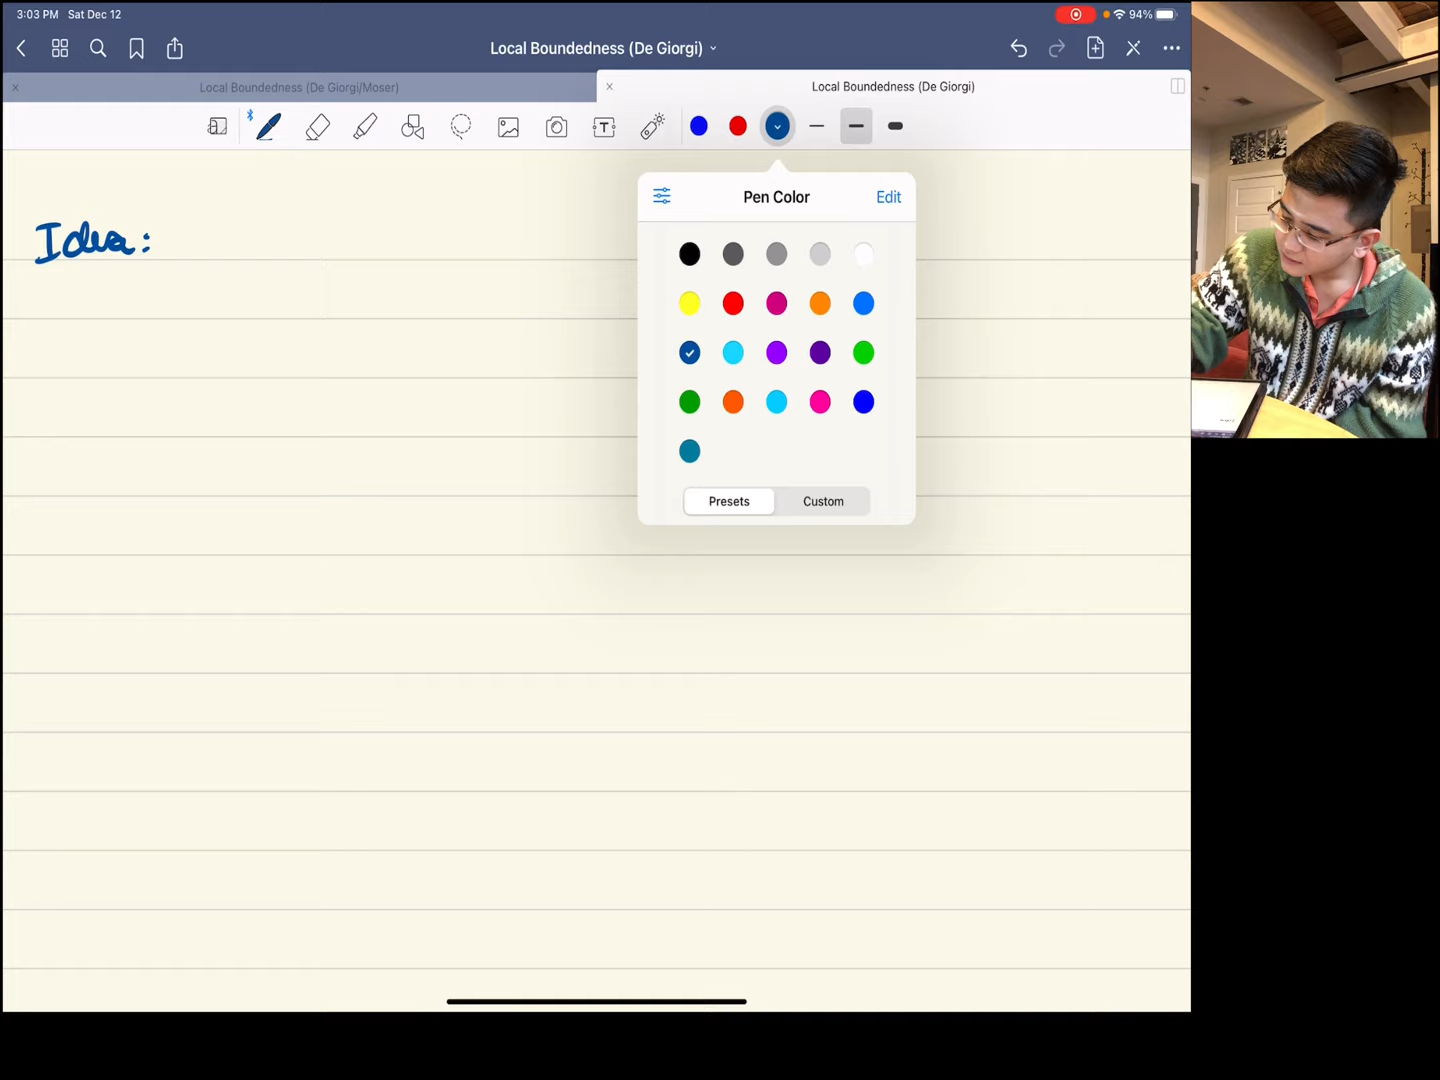 3:03 PM Sat Dec 12
94%
Local Boundedness (De Giorgi)
Local Boundedness (De Giorgi/Moser)
Local Boundedness (De Giorgi)
T
Pen Color
Edit
Idea:
Presets
Custom